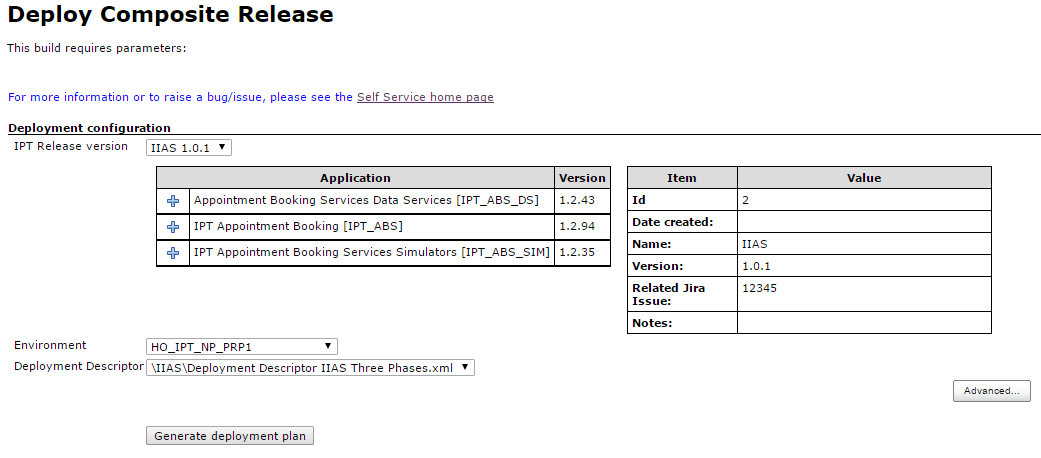 Deploy Composite Release
This build requires parameters:
For more information or to raise a bug/issue, please see the Self Service home page
Deployment configuration
IPT Release version IIAS 1.0.1
Application Version
Appointment Booking Services Data Services [IPT_ABS_DS] 1.2.43
IPT Appointment Booking [IPT_ABS] 1.2.94
IPT Appointment Booking Services Simulators [IPT_ABS_SIM] 1.2.35
Item Value
Id 2
Date created:
Name: IIAS
Version: 1.0.1
Related Jira 12345
Issue:
Notes:
Environment HO_IPT_NP_PRP1
Deployment Descriptor \IIAS\Deployment Descriptor IIAS Three Phases.xml
Advanced...
Generate deployment plan